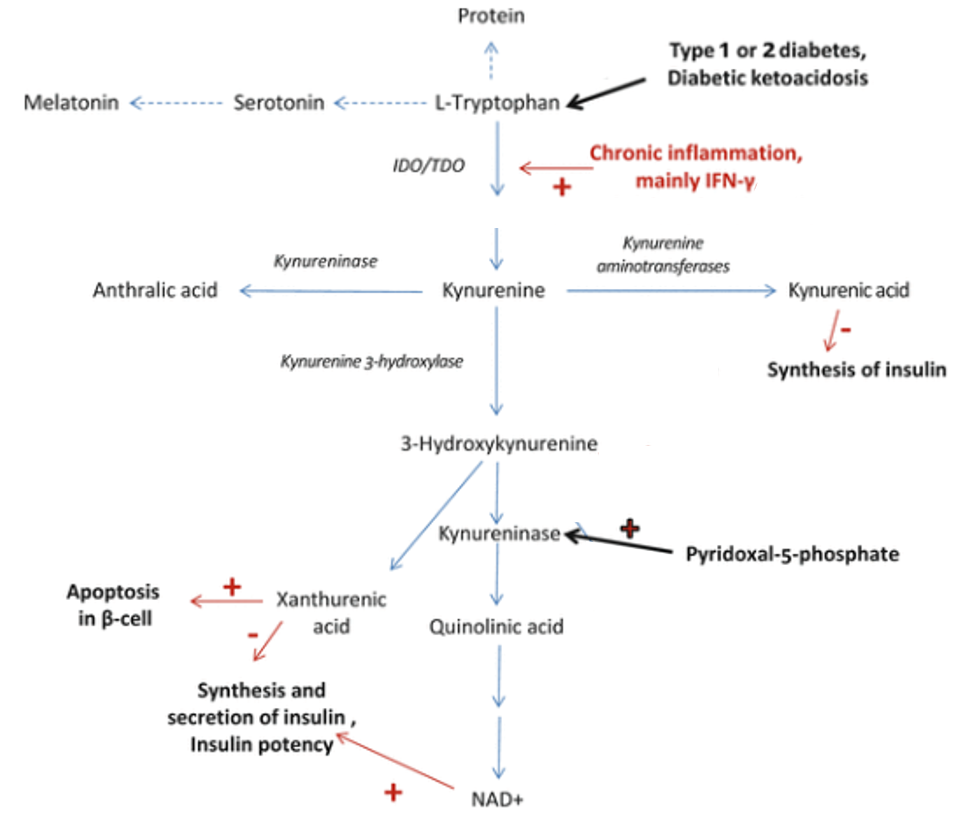 Protein
Type 1 or 2 diabetes,
Diabetic ketoacidosis
Melatonin
Serotonin
L-Tryptophan
IDO/TDO
Chronic inflammation,
mainly IFN-γ
+
Kynureninase
Kynurenine
aminotransferases
Anthralic acid
Kynurenine
Kynurenic acid
-
Synthesis of insulin
Kynurenine 3-hydroxylase
3-Hydroxykynurenine
+
Kynureninase
Pyridoxal-5-phosphate
Apoptosis
in β-cell
+
Xanthurenic
acid
Quinolinic acid
-
Synthesis and
secretion of insulin ,
Insulin potency
+
NAD+